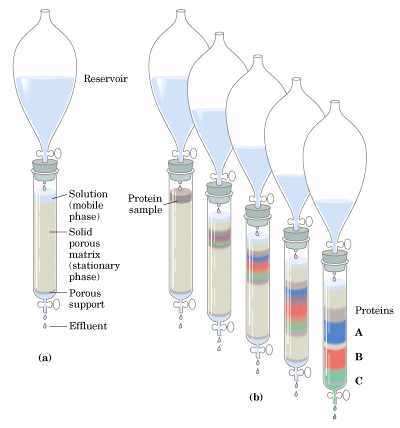 Reservoir
Solution
(mobile
phase)
Solid
porous
matrix
(stationary
phase)
Porous
support
Effluent
(a)
Protein
sample
Proteins
A
B
C
(b)